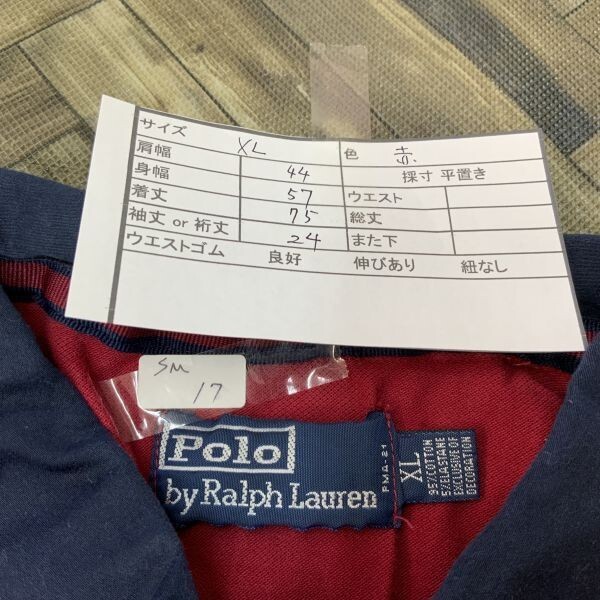 サイズ XL 色 赤.
肩幅 44 採寸 平置き
身幅 57 ウエスト
着丈 75 総丈
袖丈 or 裄丈 24 また下
ウエストゴム 良好 伸びあり 紐なし
SM
17
Polo
by Ralph Lauren
PMA-21
XL
95%COTTON
5%ELASTANE
EXCLUSIVE OF
DECORATION